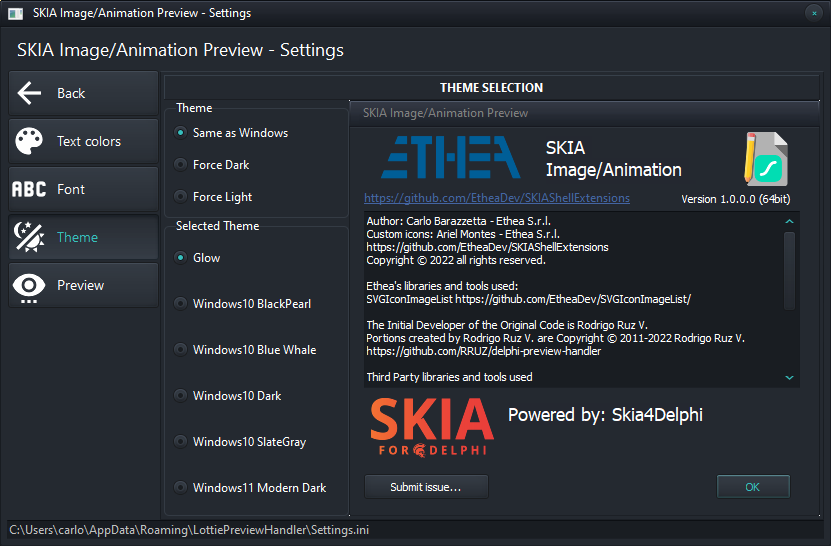 SKIA Image/Animation Preview - Settings
SKIA Image/Animation Preview - Settings
Back
Text colors
ABC Font
Theme
Preview
THEME SELECTION
Theme
Same as Windows
Force Dark
Force Light
Selected Theme
Glow
Windows10 BlackPearl
Windows10 Blue Whale
Windows10 Dark
Windows10 SlateGray
Windows11 Modern Dark
SKIA Image/Animation Preview
ETHEA
SKIA
Image/Animation
https://github.com/EtheaDev/SKIAShellExtensions
Version 1.0.0.0 (64bit)
Author: Carlo Barazzetta - Ethea S.r.l.
Custom icons: Ariel Montes - Ethea S.r.l.
https://github.com/EtheaDev/SKIAShellExtensions
Copyright © 2022 all rights reserved.
Ethea's libraries and tools used:
SVGIconImageList https://github.com/EtheaDev/SVGIconImageList/
The Initial Developer of the Original Code is Rodrigo Ruz V.
Portions created by Rodrigo Ruz V. are Copyright © 2011-2022 Rodrigo Ruz V.
https://github.com/RRUZ/delphi-preview-handler
Third Party libraries and tools used
SKIA
FOR DELPHI
Powered by: Skia4Delphi
Submit issue...
OK
C:\Users\carlo\AppData\Roaming\LottiePreviewHandler\Settings.ini